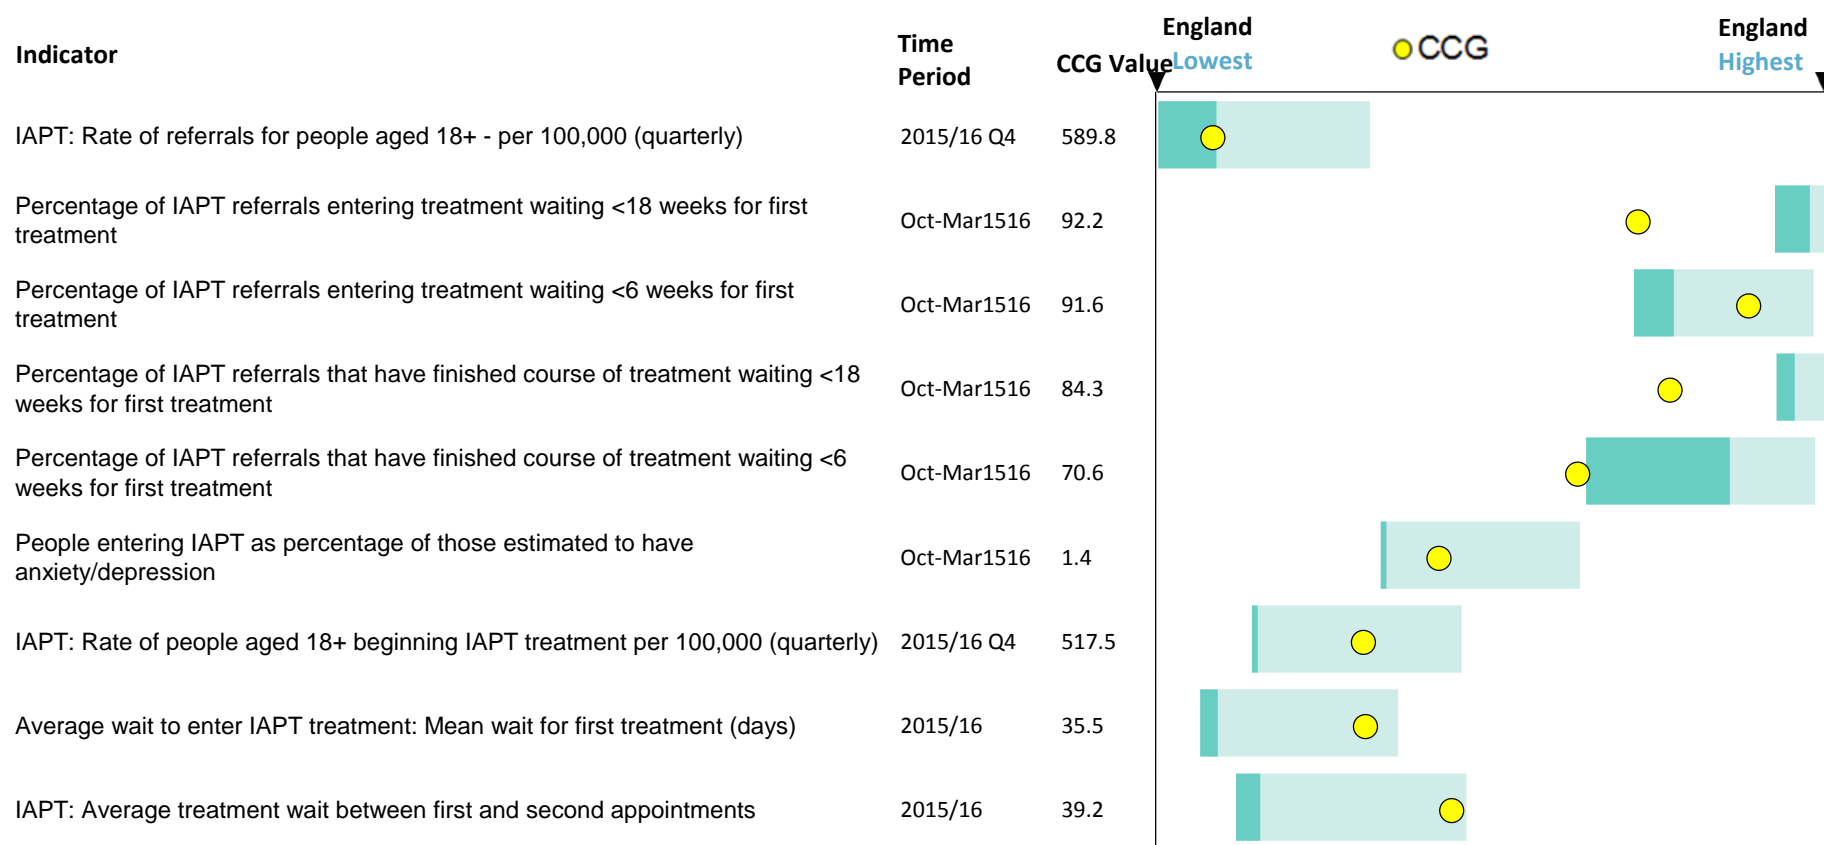 Indicator
Time
Period
CCG Value
England
Lowest
CCG
England
Highest
IAPT: Rate of referrals for people aged 18+ - per 100,000 (quarterly) 2015/16 Q4 589.8
Percentage of IAPT referrals entering treatment waiting <18 weeks for first
treatment
Oct-Mar1516 92.2
Percentage of IAPT referrals entering treatment waiting <6 weeks for first
treatment
Oct-Mar1516 91.6
Percentage of IAPT referrals that have finished course of treatment waiting <18
weeks for first treatment
Oct-Mar1516 84.3
Percentage of IAPT referrals that have finished course of treatment waiting <6
weeks for first treatment
Oct-Mar1516 70.6
People entering IAPT as percentage of those estimated to have
anxiety/depression
Oct-Mar1516 1.4
IAPT: Rate of people aged 18+ beginning IAPT treatment per 100,000 (quarterly) 2015/16 Q4 517.5
Average wait to enter IAPT treatment: Mean wait for first treatment (days) 2015/16 35.5
IAPT: Average treatment wait between first and second appointments 2015/16 39.2